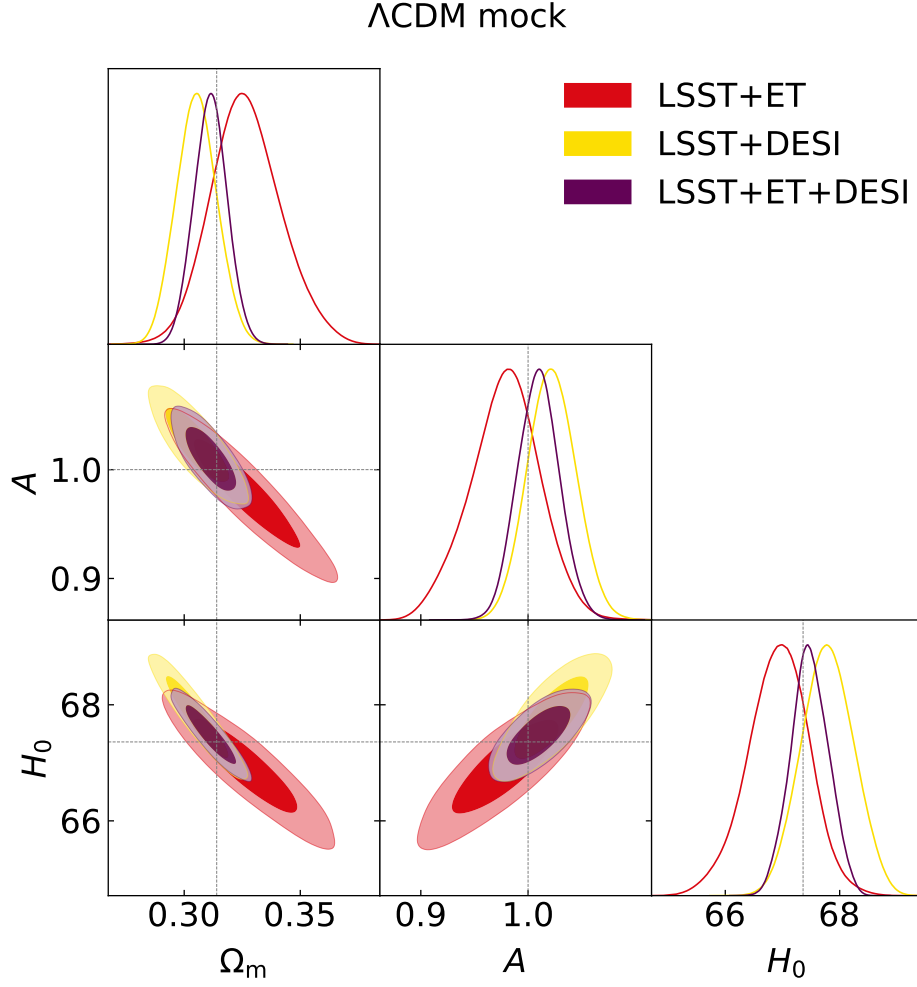 ΛCDM mock
LSST+ET
LSST+DESI
LSST+ET+DESI
A
1.0
0.9
H₀
68
66
0.30 0.35
0.9 1.0
66 68
Ωₘ
A
H₀